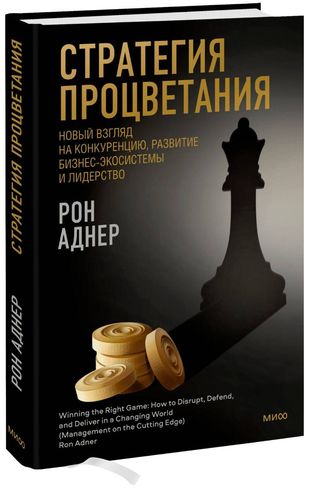 СТРАТЕГИЯ
ПРОЦВЕТАНИЯ
НОВЫЙ ВЗГЛЯД
НА КОНКУРЕНЦИЮ, РАЗВИТИЕ
БИЗНЕС-ЭКОСИСТЕМЫ
И ЛИДЕРСТВО
РОН
АДНЕР
Winning the Right Game: How to Disrupt, Defend,
and Deliver in a Changing World
(Management on the Cutting Edge)
Ron Adner
МИФ
СТРАТЕГИЯ ПРОЦВЕТАНИЯ
РОН АДНЕР
МИФ